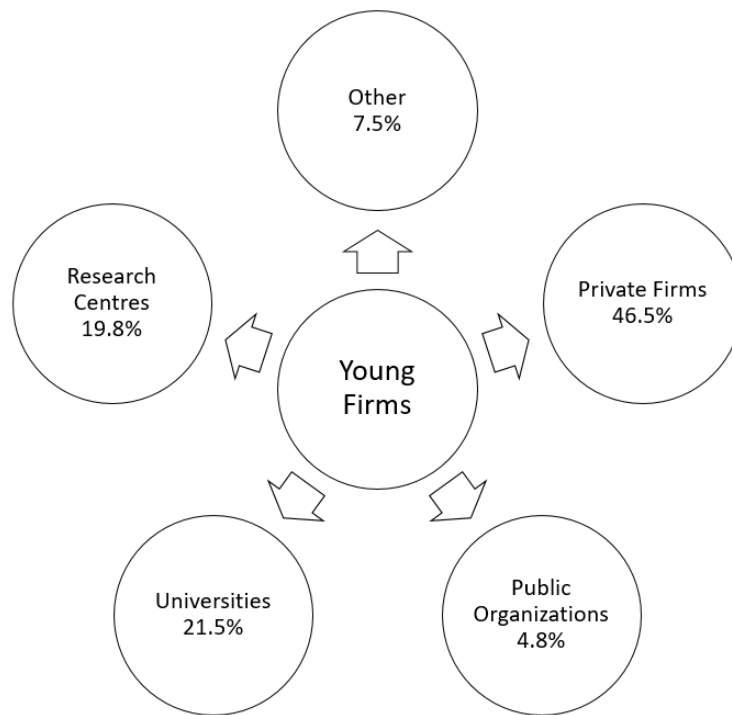 Other
7.5%
Research
Centres
19.8%
Private Firms
46.5%
Young
Firms
Universities
21.5%
Public
Organizations
4.8%